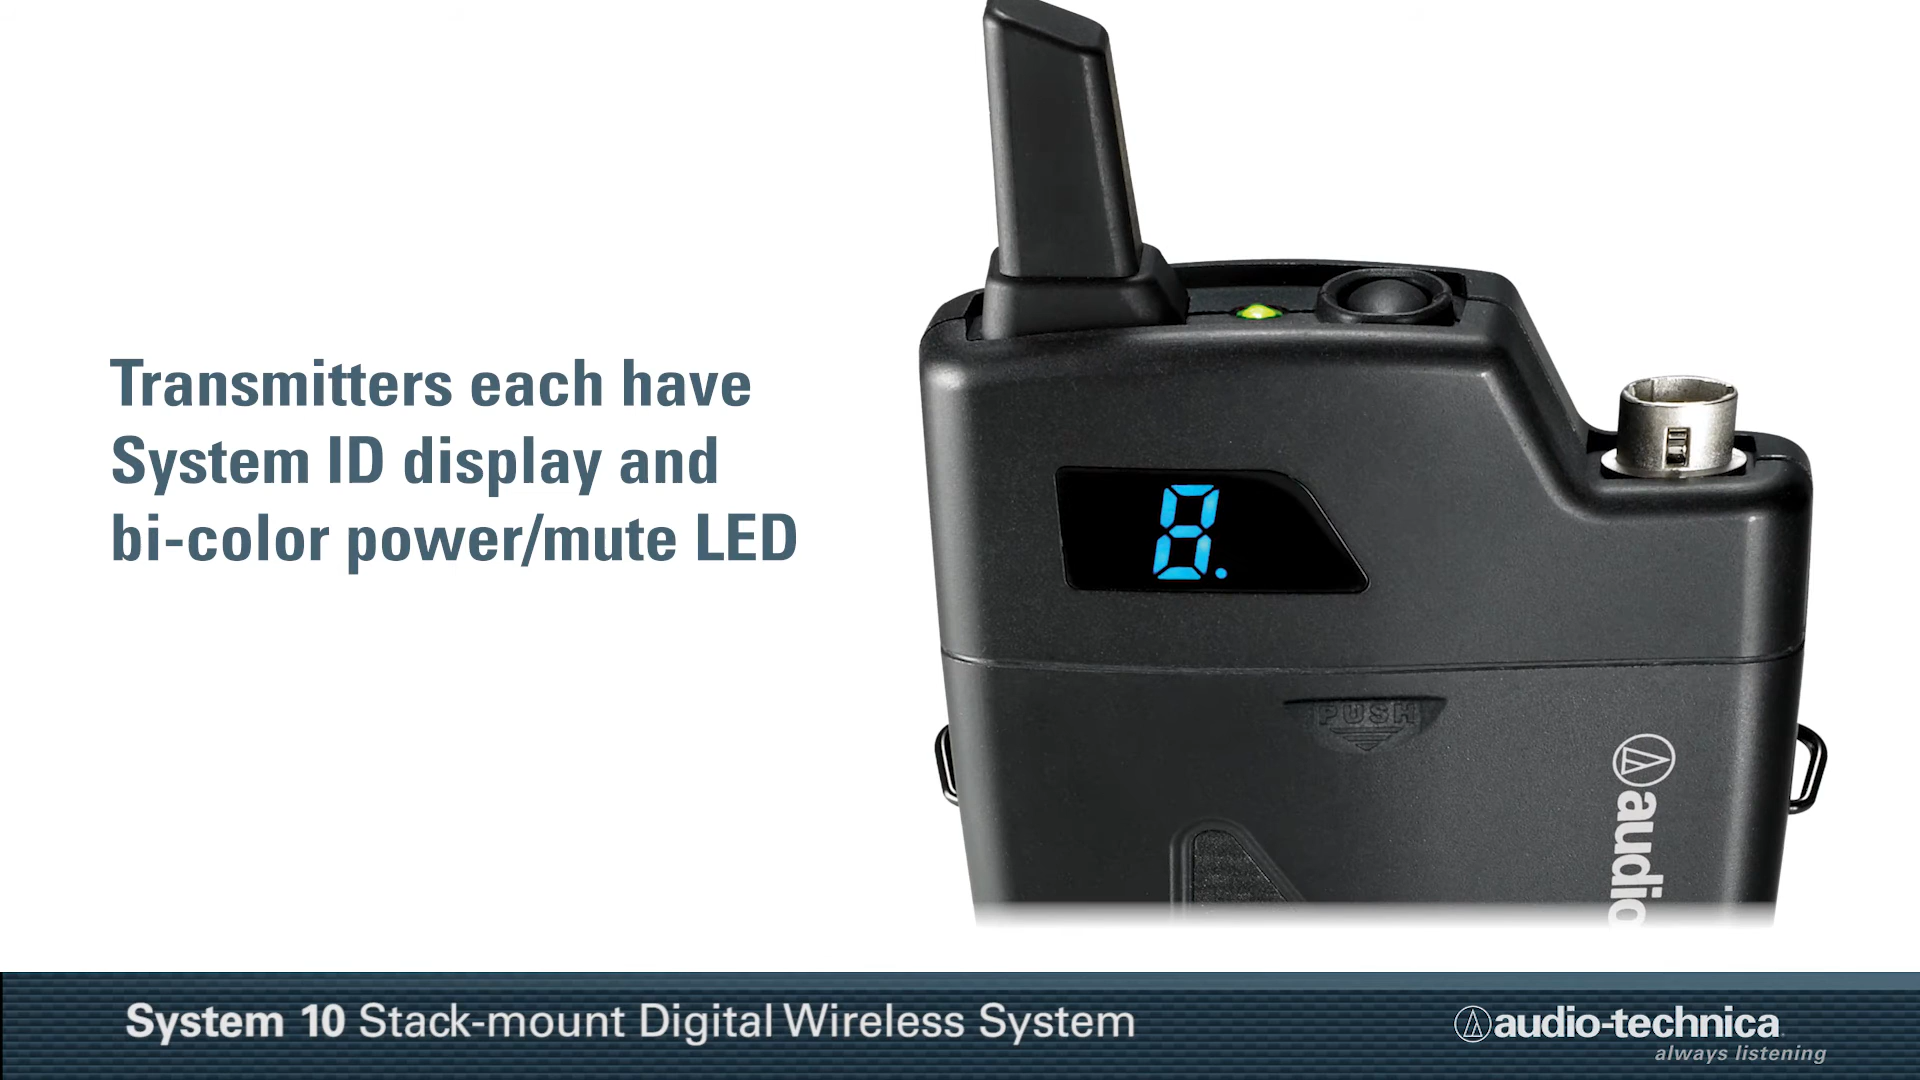 Transmitters each have
System ID display and
bi-color power/mute LED
8.
PUSH
audio
System 10 Stack-mount Digital Wireless System
audio-technica
always listening